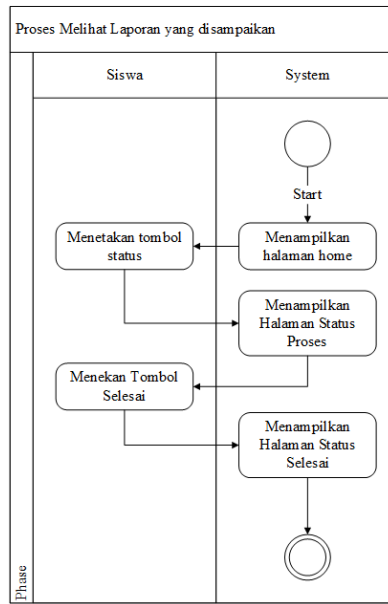 Proses Melihat Laporan yang disampaikan
Siswa
System
Start
Menampilkan
halaman home
Menetakan tombol
status
Menampilkan
Halaman Status
Proses
Menekan Tombol
Selesai
Menampilkan
Halaman Status
Selesai
Phase